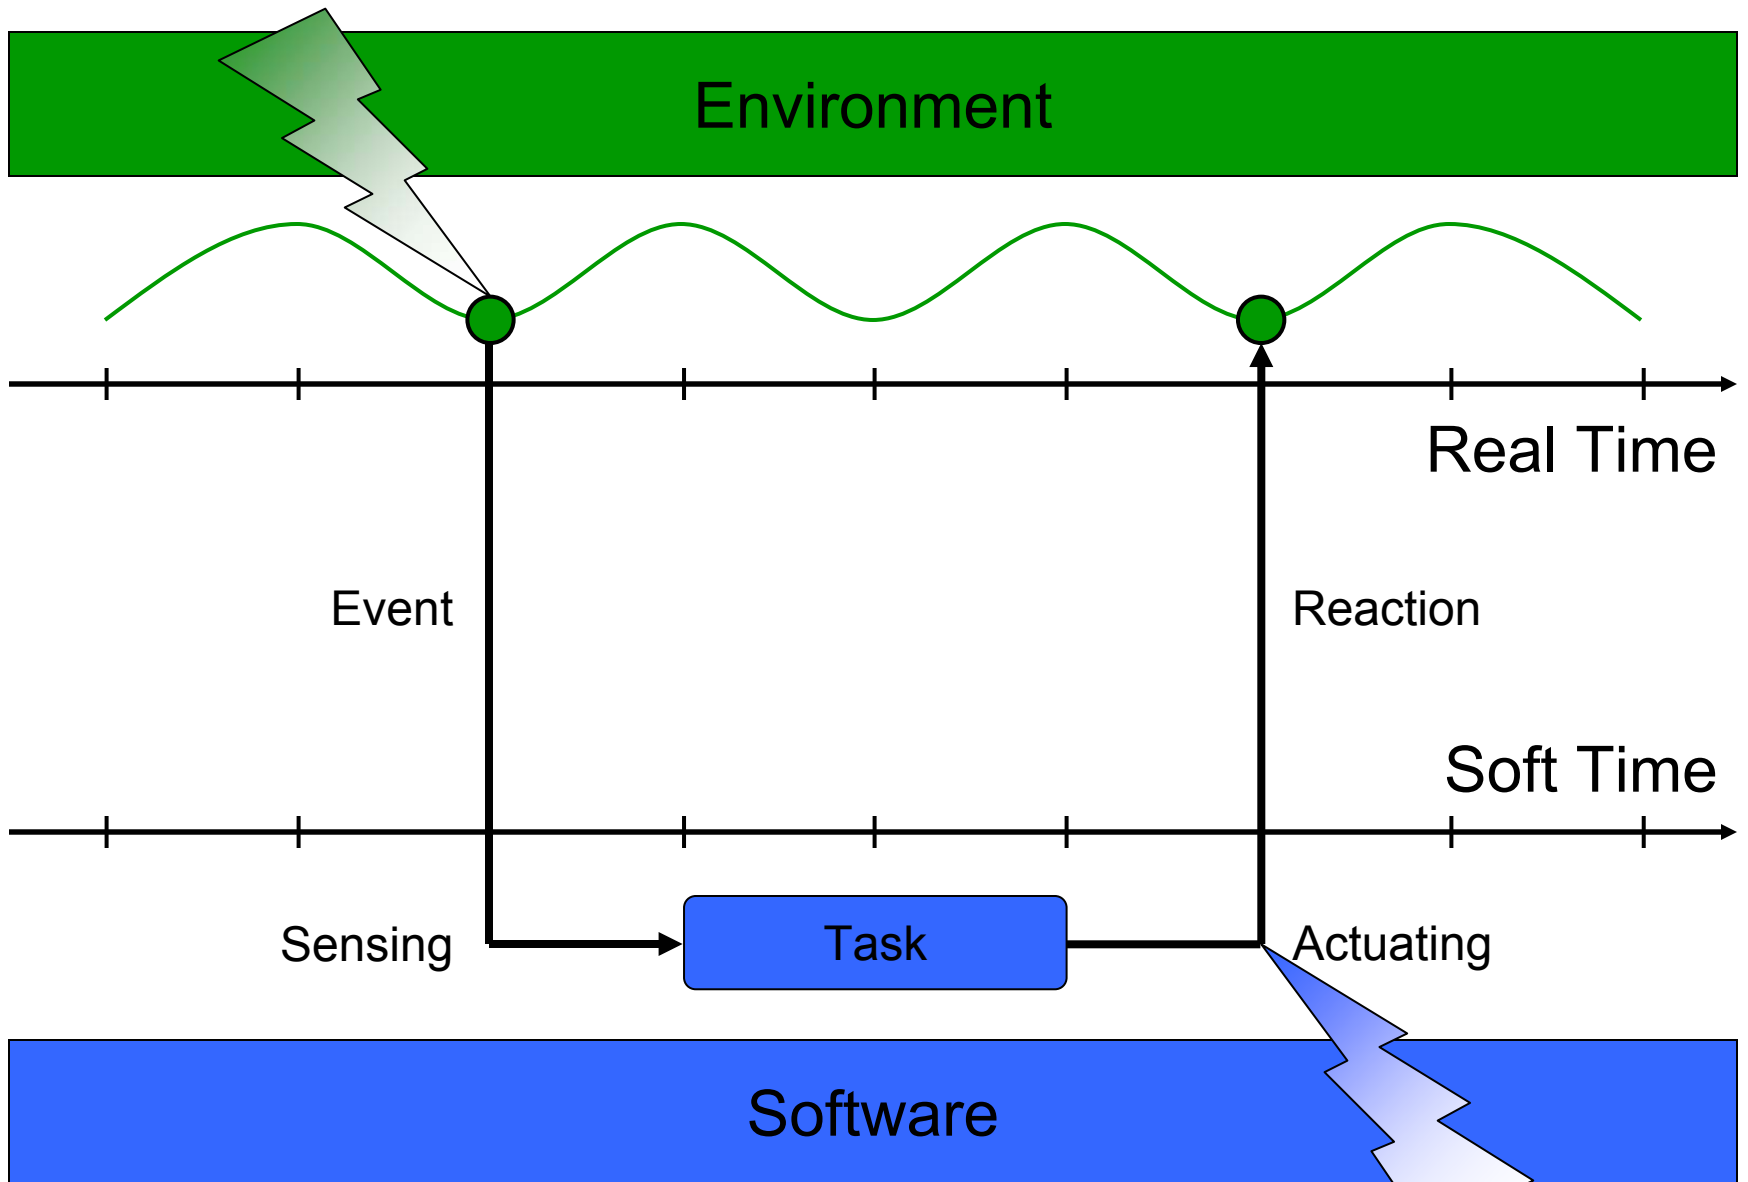 Environment
Real Time
Event
Reaction
Soft Time
Sensing
Task
Actuating
Software